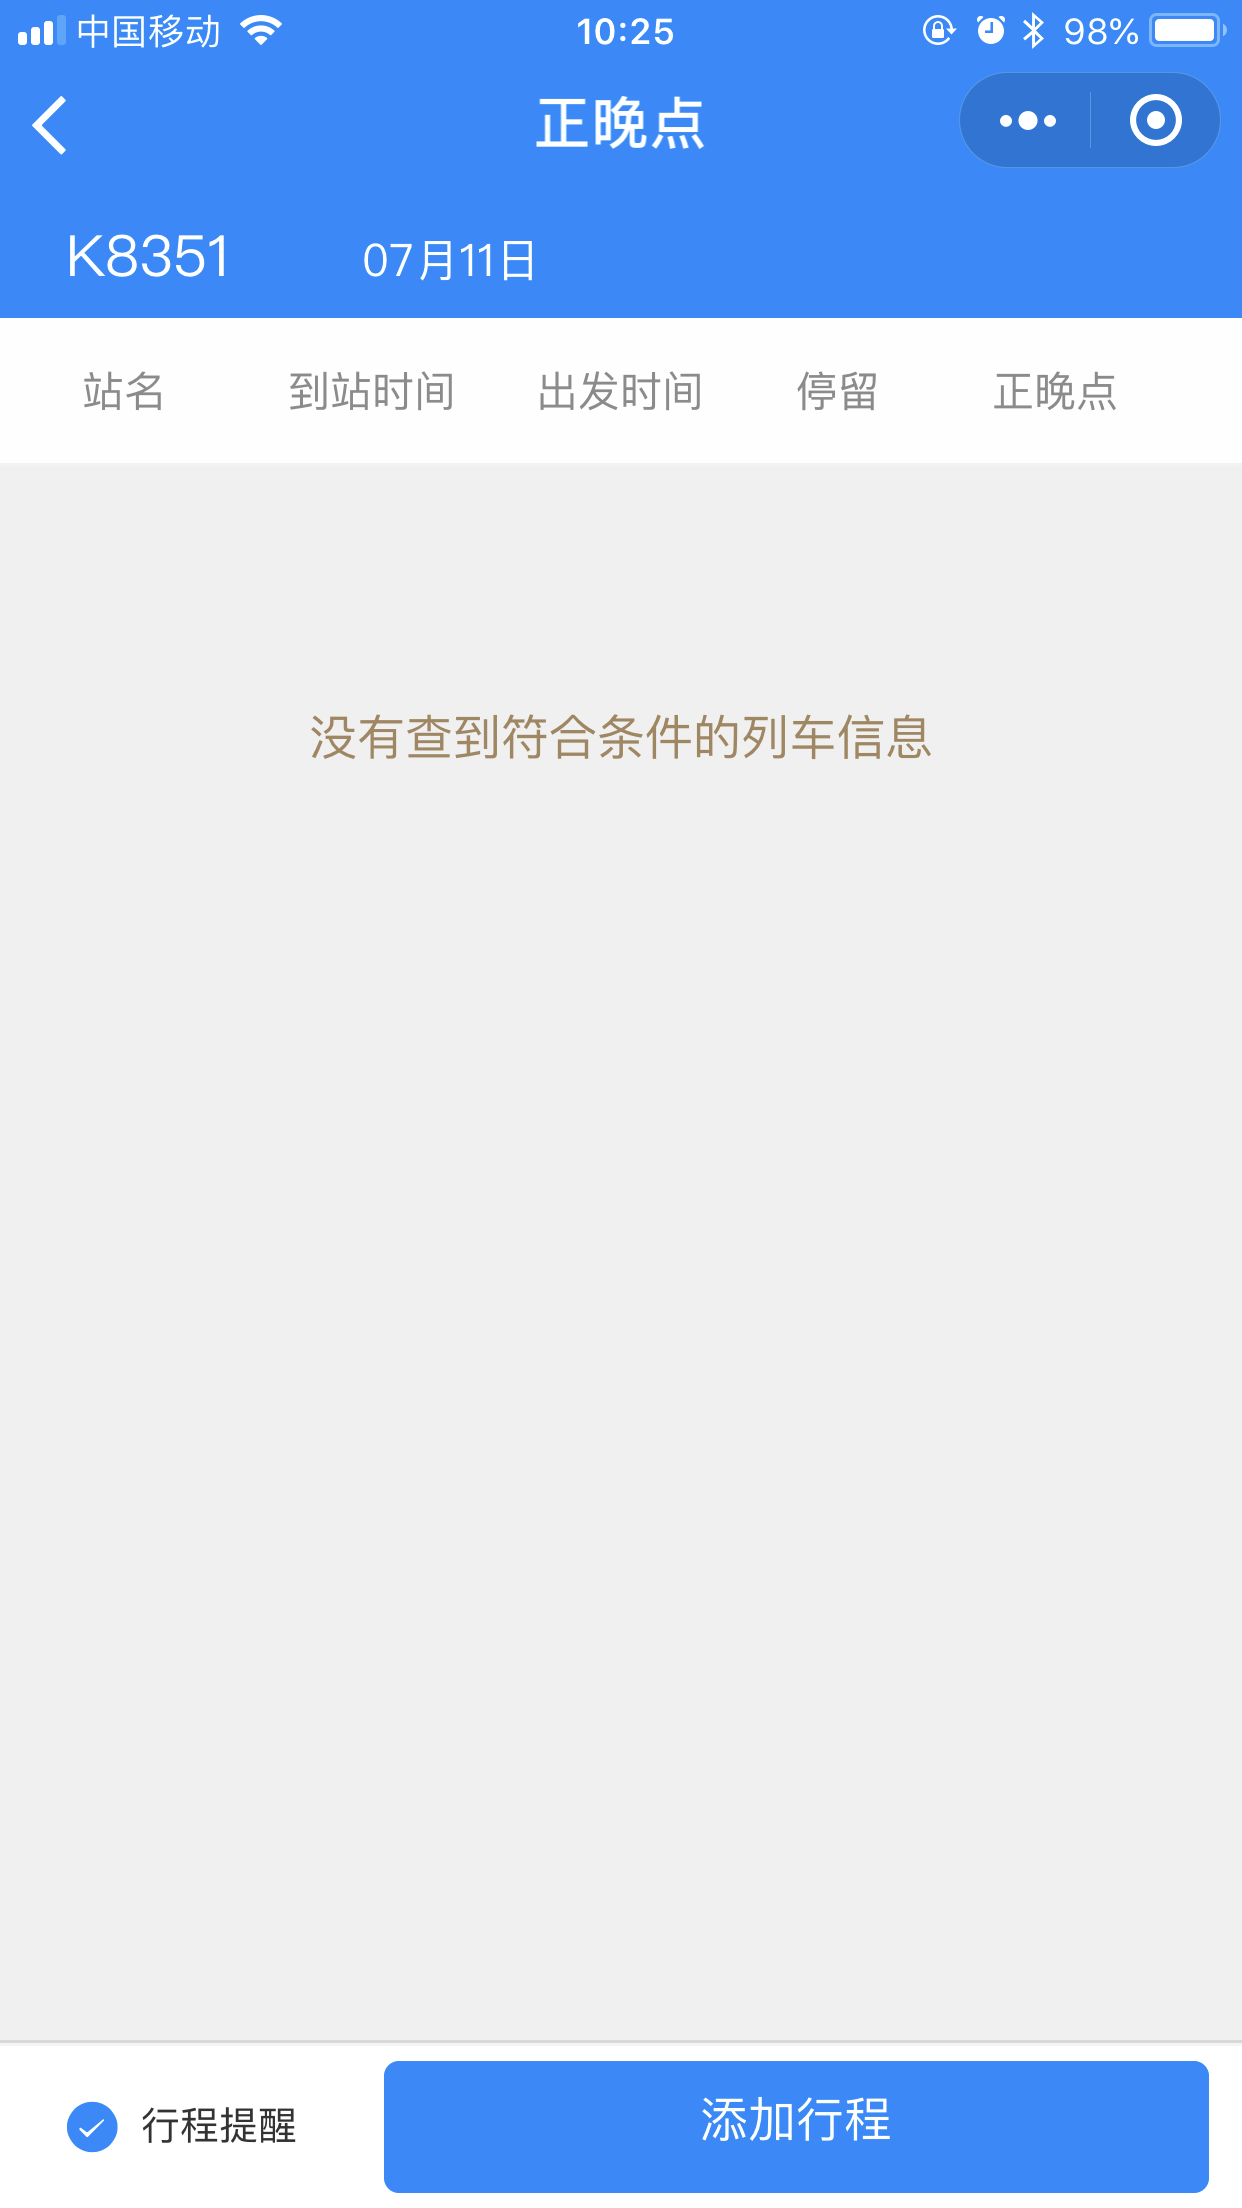 中国移动 10:25 98%
正晚点
K8351 07月11日
站名 到站时间 出发时间 停留 正晚点
没有查到符合条件的列车信息
行程提醒 添加行程